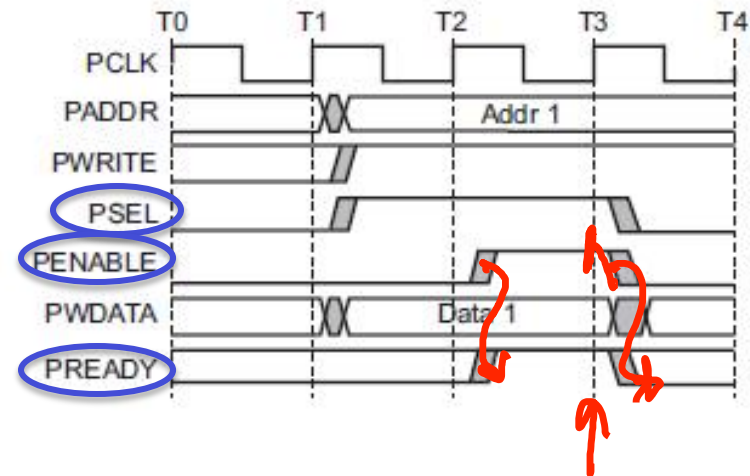 T0 T1 T2 T3 T4
PCLK
PADDR Addr 1
PWRITE
PSEL
PENABLE
PWDATA Data 1
PREADY